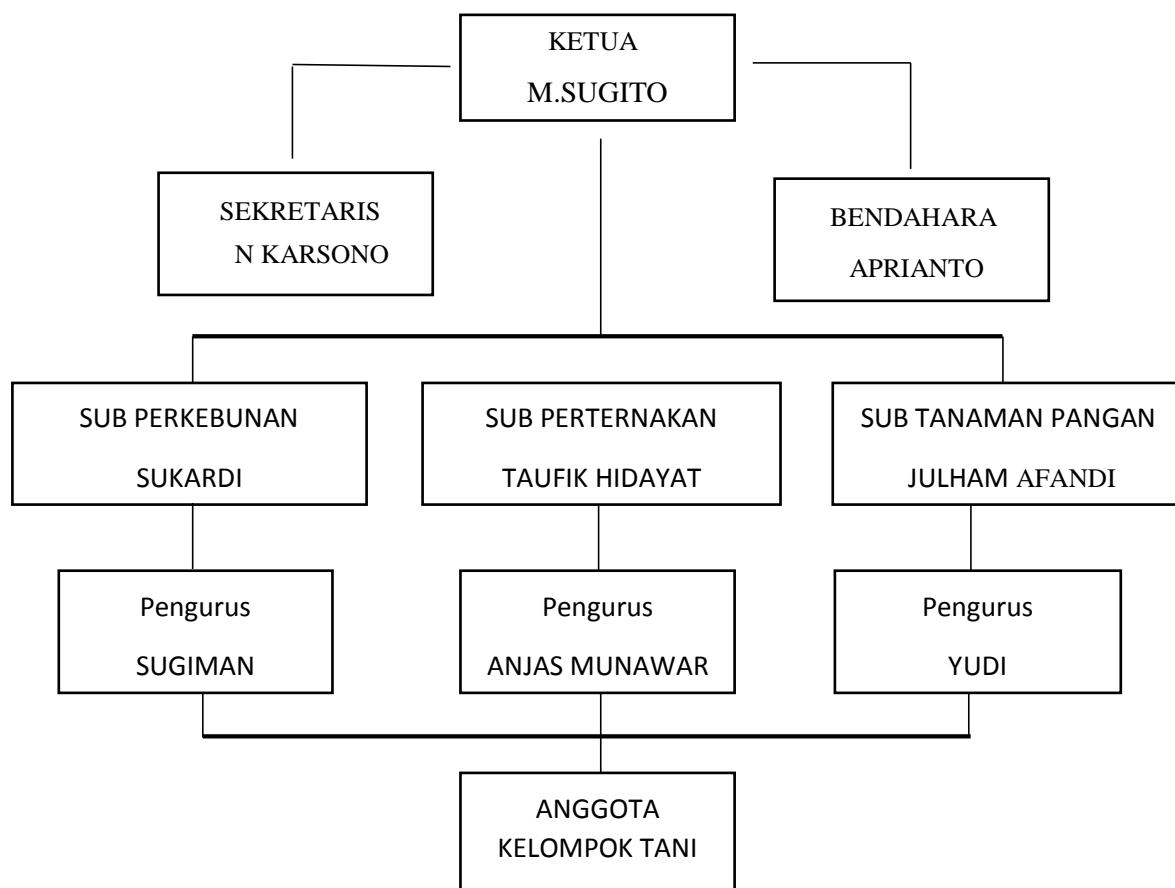 KETUA
M.SUGITO
SEKRETARIS
N KARSONO
BENDAHARA
APRIANTO
SUB PERKEBUNAN
SUKARDI
SUB PERTERNAKAN
TAUFIK HIDAYAT
SUB TANAMAN PANGAN
JULHAM AFANDI
Pengurus
SUGIMAN
Pengurus
ANJAS MUNAWAR
Pengurus
YUDI
ANGGOTA
KELOMPOK TANI